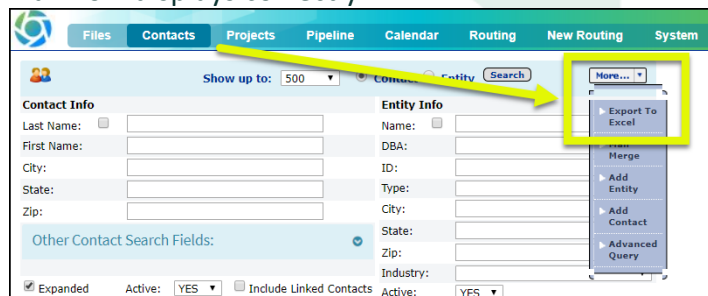 Files Contacts Projects Pipeline Calendar Routing New Routing System
Show up to: 500 Contact Entity Search More...
Contact Info Entity Info
Last Name: Name:
First Name: DBA:
City: ID:
State: Type:
Zip: City:
Other Contact Search Fields: State:
Zip:
Industry:
Expanded Active: YES Include Linked Contacts Active: YES
Export To
Excel
Mail
Merge
Add
Entity
Add
Contact
Advanced
Query